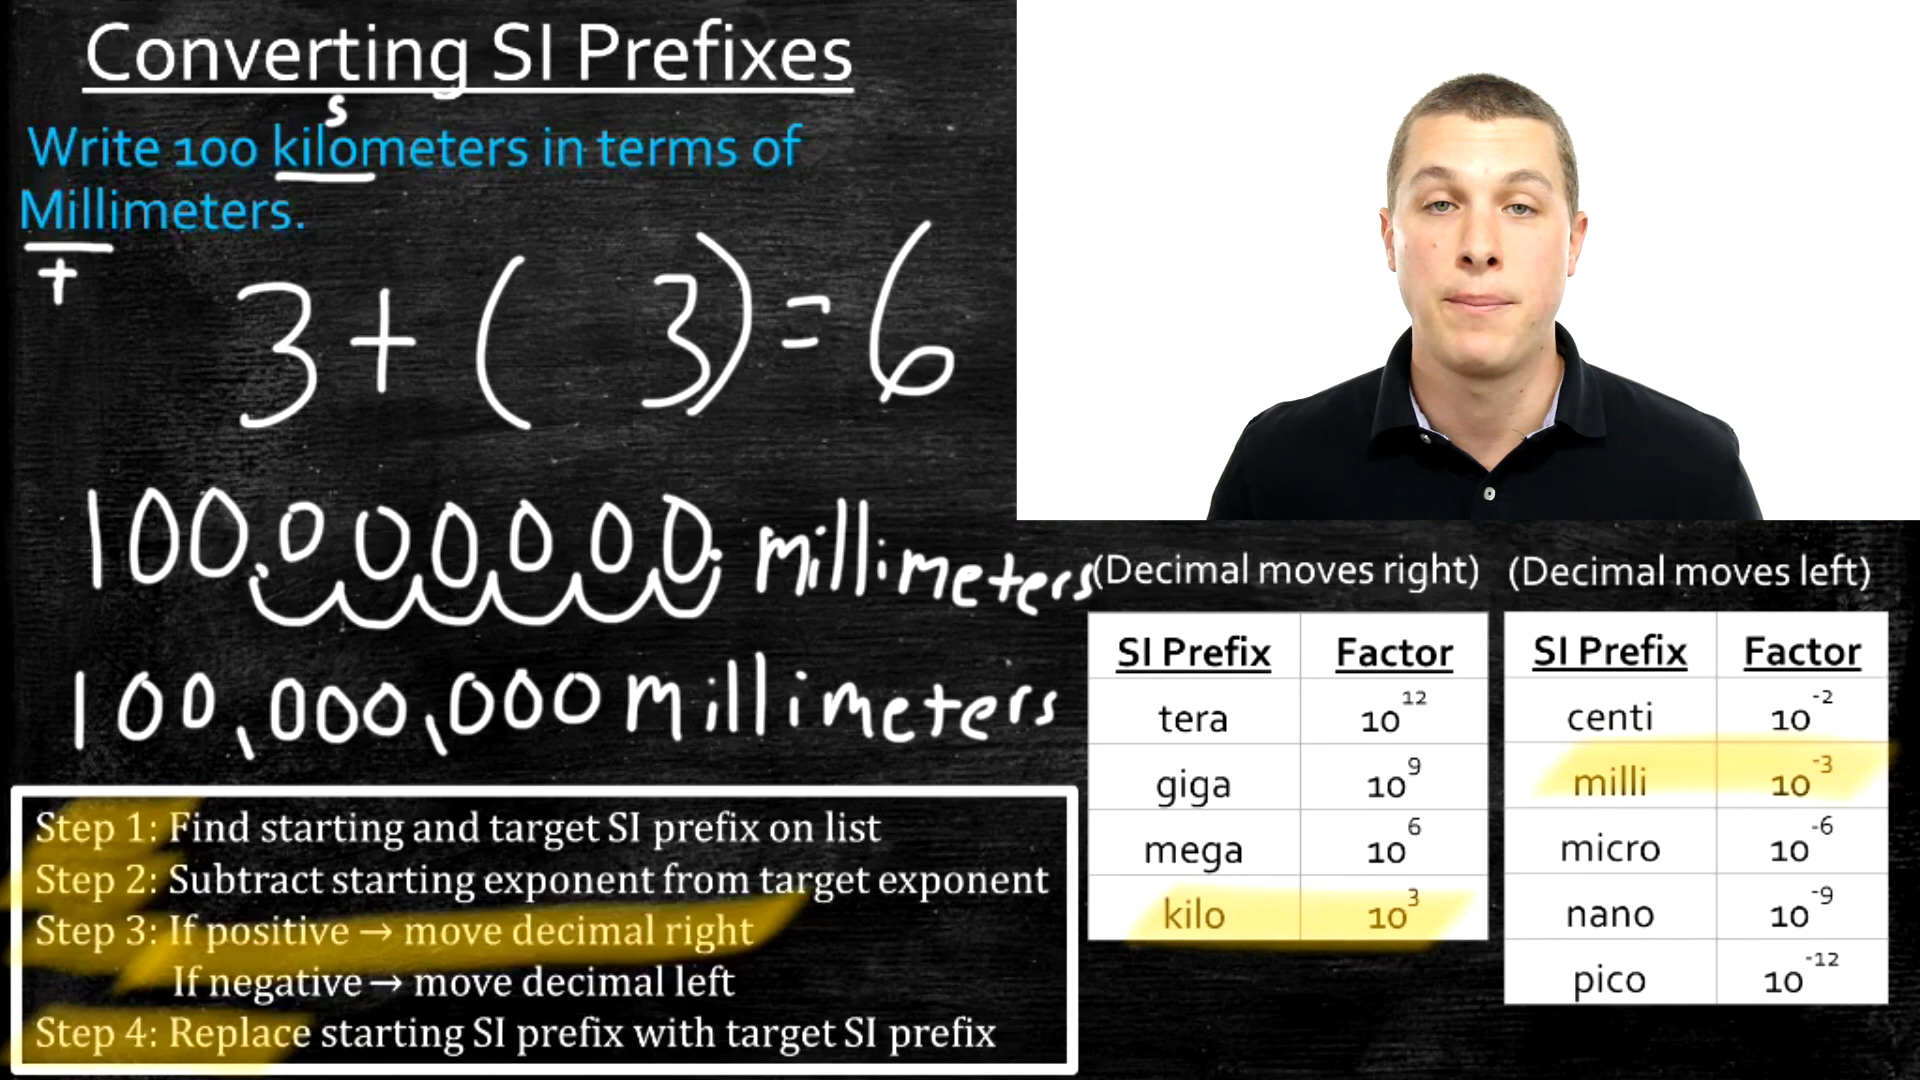 Converting SI Prefixes
s
Write 100 kilometers in terms of
Millimeters.
+
3 + ( 3) = 6
100.000000. millimeters
100,000,000 millimeters
Step 1: Find starting and target SI prefix on list
Step 2: Subtract starting exponent from target exponent
Step 3: If positive → move decimal right
If negative → move decimal left
Step 4: Replace starting SI prefix with target SI prefix
(Decimal moves right)
SI Prefix Factor
tera 10^12
giga 10^9
mega 10^6
kilo 10^3
(Decimal moves left)
SI Prefix Factor
centi 10^-2
milli 10^-3
micro 10^-6
nano 10^-9
pico 10^-12